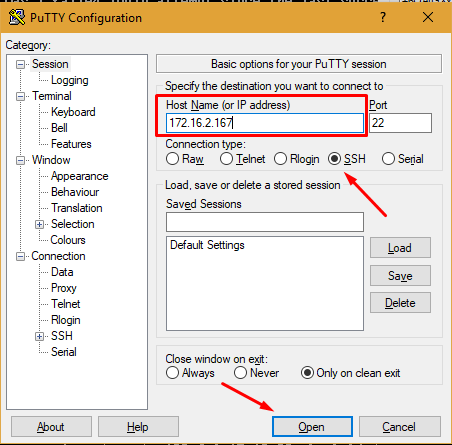 PuTTY Configuration
Category:
Session
Logging
Terminal
Keyboard
Bell
Features
Window
Appearance
Behaviour
Translation
Selection
Colours
Connection
Data
Proxy
Telnet
Rlogin
SSH
Serial
Basic options for your PuTTY session
Specify the destination you want to connect to
Host Name (or IP address) Port
172.16.2.167 22
Connection type:
Raw Telnet Rlogin SSH Serial
Load, save or delete a stored session
Saved Sessions
Default Settings
Load
Save
Delete
Close window on exit:
Always Never Only on clean exit
About Help Open Cancel